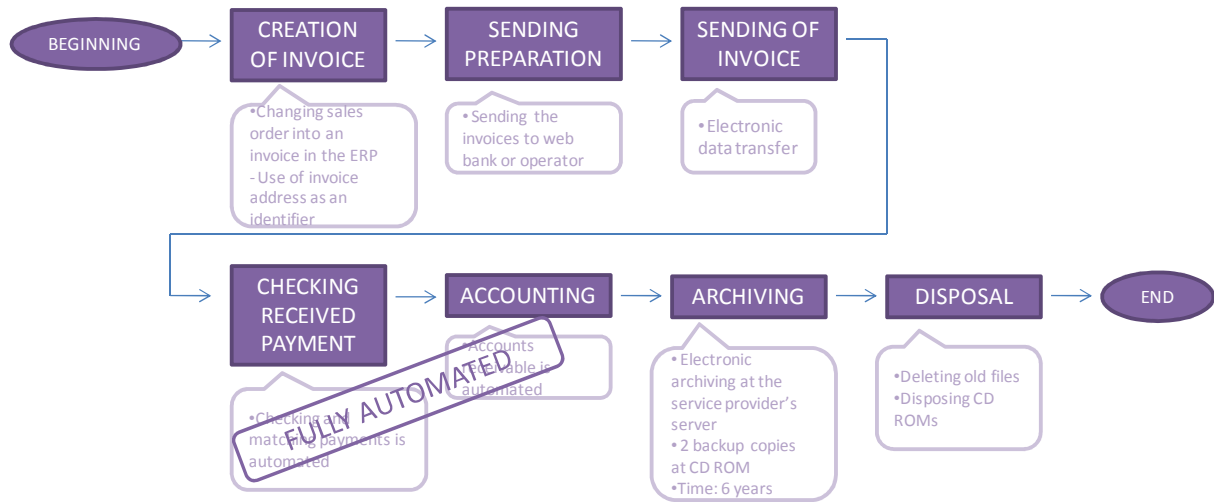 BEGINNING
CREATION
OF INVOICE
SENDING
PREPARATION
SENDING OF
INVOICE
•Changing sales
order into an
invoice in the ERP
- Use of invoice
address as an
identifier
• Sending the
invoices to web
bank or operator
• Electronic
data transfer
CHECKING
RECEIVED
PAYMENT
ACCOUNTING
ARCHIVING
DISPOSAL
END
•Checking and
matching payments is
automated
•Accounts
receivable is
automated
FULLY AUTOMATED
•Electronic
archiving at the
service provider's
server
•2 backup copies
at CD ROM
•Time: 6 years
•Deleting old files
•Disposing CD
ROMs